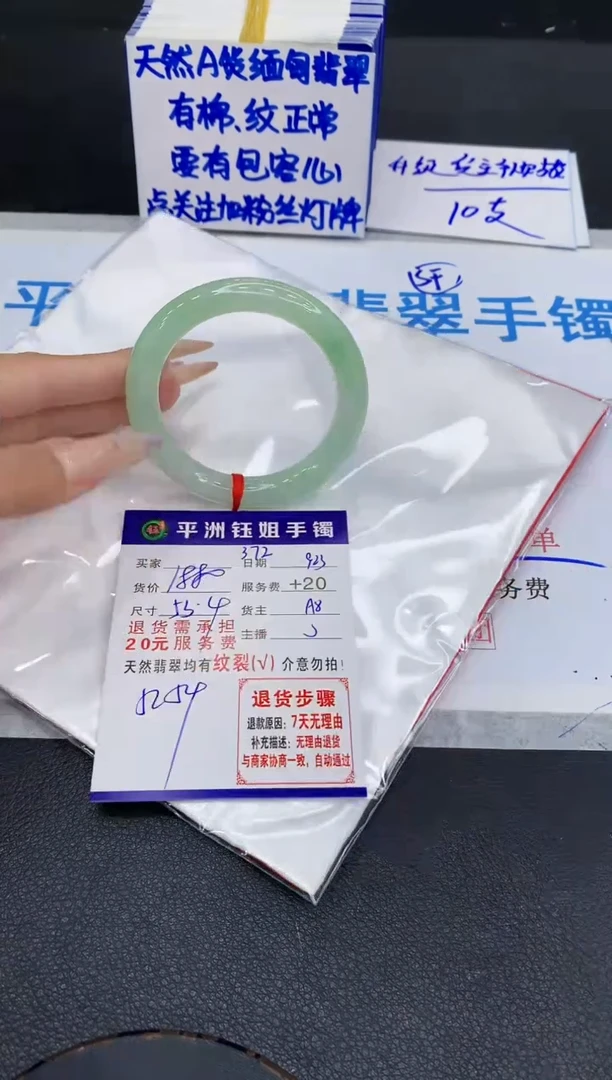 天然A货缅甸翡翠
有棉、纹正常
要有包容心
点关注加粉丝灯牌
10支
平
翡翠手镯
单
务费
平洲钰姐手镯
372
买家 日期 923
货价 1880 服务费 +20
尺寸 55.4 货主 A8
退货需承担
20元服务费
主播
天然翡翠均有纹裂(√) 介意勿拍!
5254
退货步骤
退款原因:7天无理由
补充描述:无理由退货
与商家协商一致,自动通过